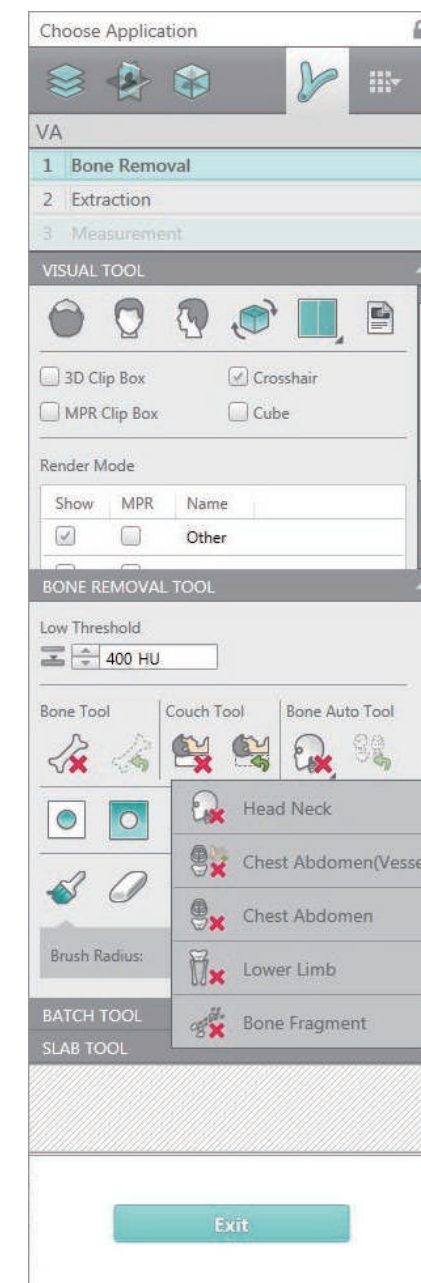 Choose Application
VA
1 Bone Removal
2 Extraction
3 Measurement
VISUAL TOOL
3D Clip Box Crosshair
MPR Clip Box Cube
Render Mode
Show MPR Name
Other
BONE REMOVAL TOOL
Low Threshold
400 HU
Bone Tool Couch Tool Bone Auto Tool
Head Neck
Chest Abdomen(Vesse
Chest Abdomen
Brush Radius:
Lower Limb
Bone Fragment
BATCH TOOL
SLAB TOOL
Exit